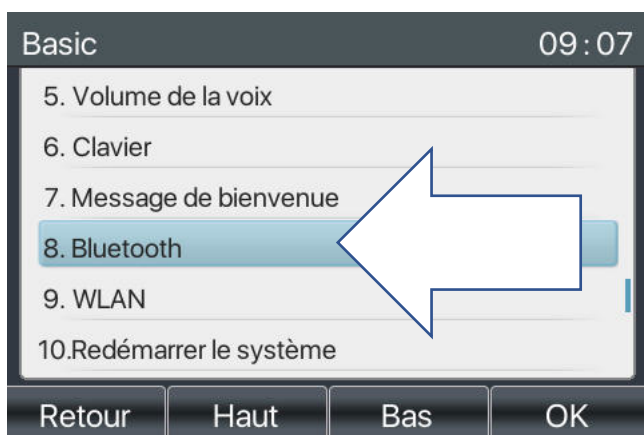 Basic 09:07
5. Volume de la voix
6. Clavier
7. Message de bienvenue
8. Bluetooth
9. WLAN
10.Redémarrer le système
Retour Haut Bas OK